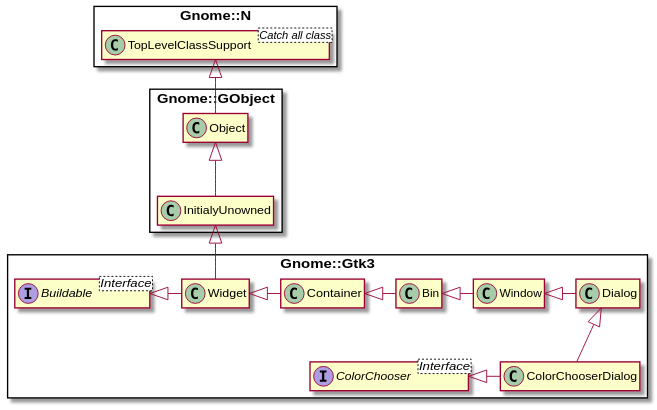 Gnome::N
Catch all class
C TopLevelClassSupport
Gnome::GObject
C Object
C InitialyUnowned
Gnome::Gtk3
Interface
I Buildable
C Widget
C Container
C Bin
C Window
C Dialog
Interface
I ColorChooser
C ColorChooserDialog